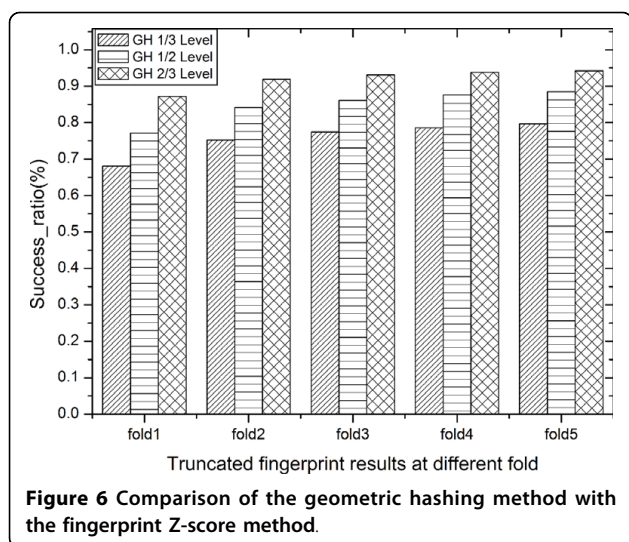 1.0
0.9
0.8
0.7
0.6
0.5
0.4
0.3
0.2
0.1
0.0
Success_ratio(%)
GH 1/3 Level
GH 1/2 Level
GH 2/3 Level
fold1 fold2 fold3 fold4 fold5
Truncated fingerprint results at different fold
Figure 6 Comparison of the geometric hashing method with
the fingerprint Z-score method.